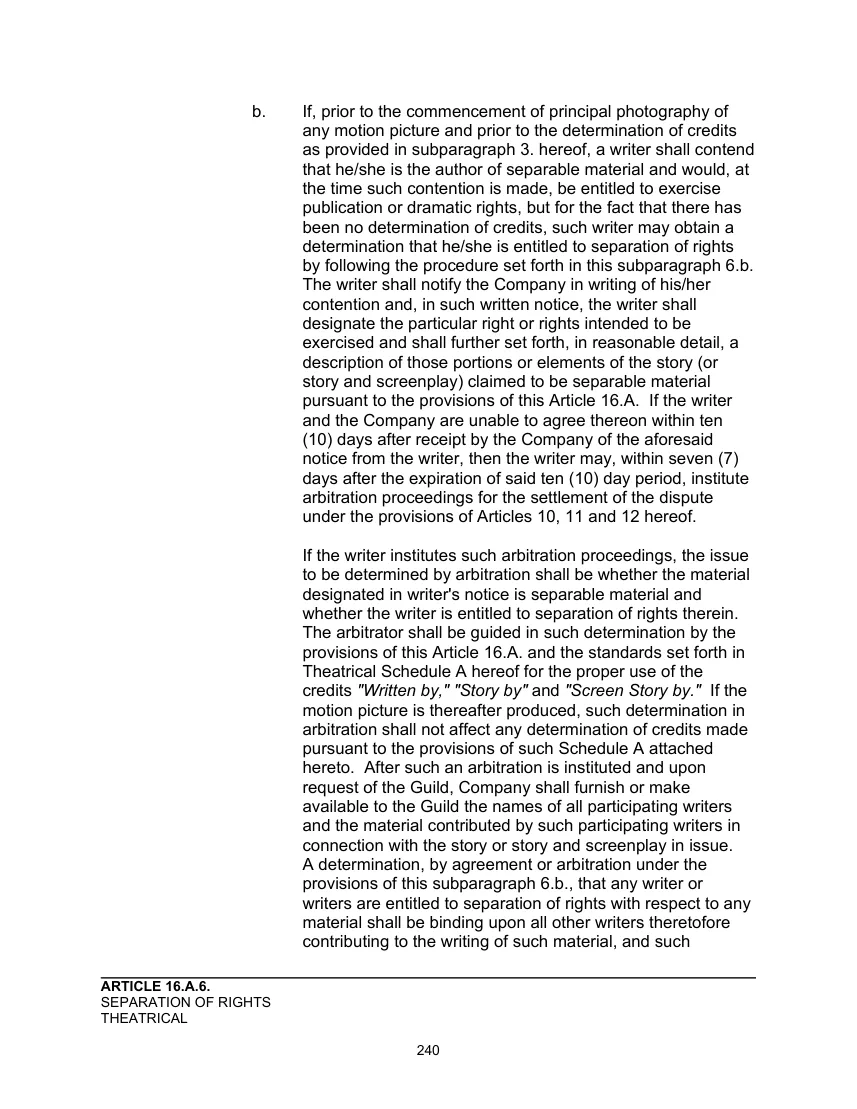 b. If, prior to the commencement of principal photography of
any motion picture and prior to the determination of credits
as provided in subparagraph 3. hereof, a writer shall contend
that he/she is the author of separable material and would, at
the time such contention is made, be entitled to exercise
publication or dramatic rights, but for the fact that there has
been no determination of credits, such writer may obtain a
determination that he/she is entitled to separation of rights
by following the procedure set forth in this subparagraph 6.b.
The writer shall notify the Company in writing of his/her
contention and, in such written notice, the writer shall
designate the particular right or rights intended to be
exercised and shall further set forth, in reasonable detail, a
description of those portions or elements of the story (or
story and screenplay) claimed to be separable material
pursuant to the provisions of this Article 16.A.  If the writer
and the Company are unable to agree thereon within ten
(10) days after receipt by the Company of the aforesaid
notice from the writer, then the writer may, within seven (7)
days after the expiration of said ten (10) day period, institute
arbitration proceedings for the settlement of the dispute
under the provisions of Articles 10, 11 and 12 hereof.
If the writer institutes such arbitration proceedings, the issue
to be determined by arbitration shall be whether the material
designated in writer's notice is separable material and
whether the writer is entitled to separation of rights therein.
The arbitrator shall be guided in such determination by the
provisions of this Article 16.A. and the standards set forth in
Theatrical Schedule A hereof for the proper use of the
credits "Written by," "Story by" and "Screen Story by."  If the
motion picture is thereafter produced, such determination in
arbitration shall not affect any determination of credits made
pursuant to the provisions of such Schedule A attached
hereto.  After such an arbitration is instituted and upon
request of the Guild, Company shall furnish or make
available to the Guild the names of all participating writers
and the material contributed by such participating writers in
connection with the story or story and screenplay in issue.
A determination, by agreement or arbitration under the
provisions of this subparagraph 6.b., that any writer or
writers are entitled to separation of rights with respect to any
material shall be binding upon all other writers theretofore
contributing to the writing of such material, and such
ARTICLE 16.A.6.
SEPARATION OF RIGHTS
THEATRICAL
240